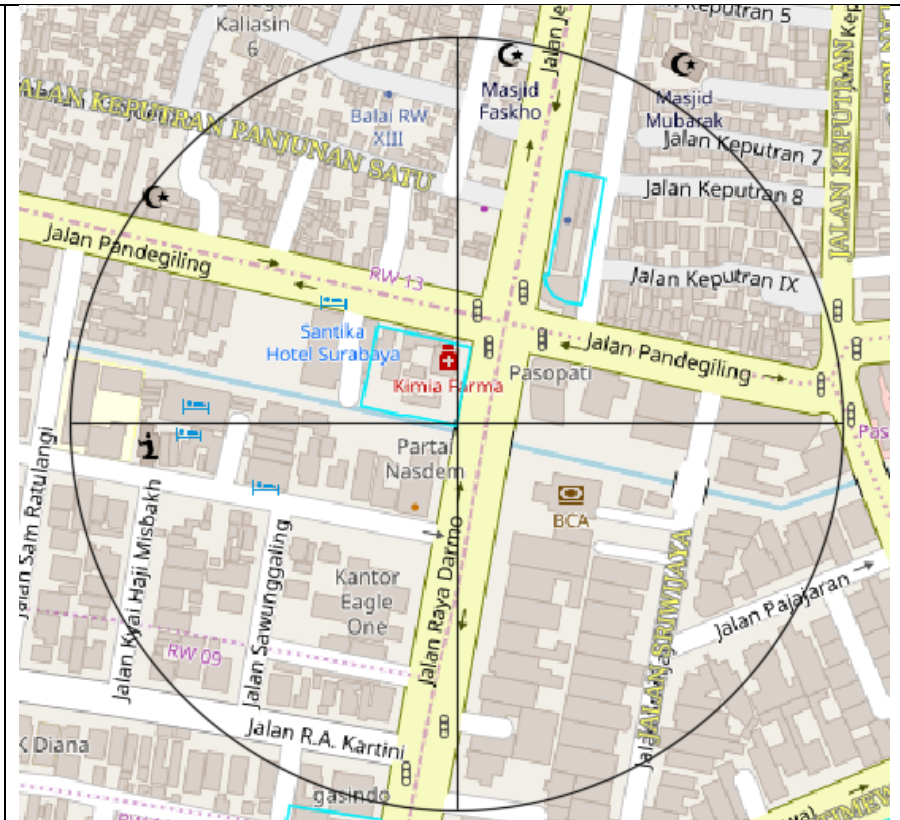 Kaliasin
6
Keputran 5
Masjid
Faskho
Masjid
Mubarak
Balai RW
XIII
JALAN KEPUTRAN PANJUNAN SATU
JALAN KEPUTRAN
Jalan Keputran 7
Jalan Keputran 8
Jalan Keputran IX
Jalan Pandegiling
RW 13
Santika
Hotel Surabaya
Kimia Farma
Pasopati
Jalan Pandegiling
Partai
Nasdem
BCA
Jalan Sam Ratulangi
Jalan Kyai Haji Misbakh
Jalan Sawunggaling
Kantor
Eagle
One
Jalan Raya Darmo
JALAN SRIWIJAYA
Jalan Pajajaran
RW 09
Jalan R.A. Kartini
K Diana
gasindo